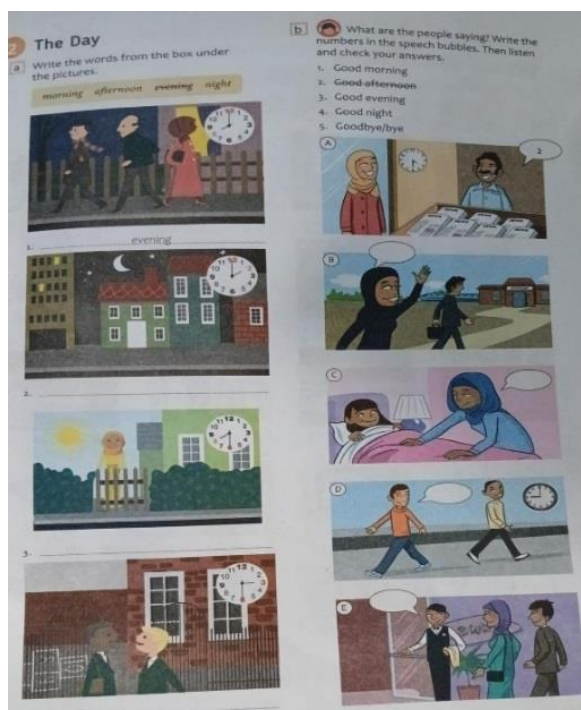 2 The Day
a Write the words from the box under
the pictures.
morning afternoon evening night
1. evening
2.
3.
b What are the people saying? Write the
numbers in the speech bubbles. Then listen
and check your answers.
1. Good morning
2. Good afternoon
3. Good evening
4. Good night
5. Goodbye/bye
A
2
B
C
D
E